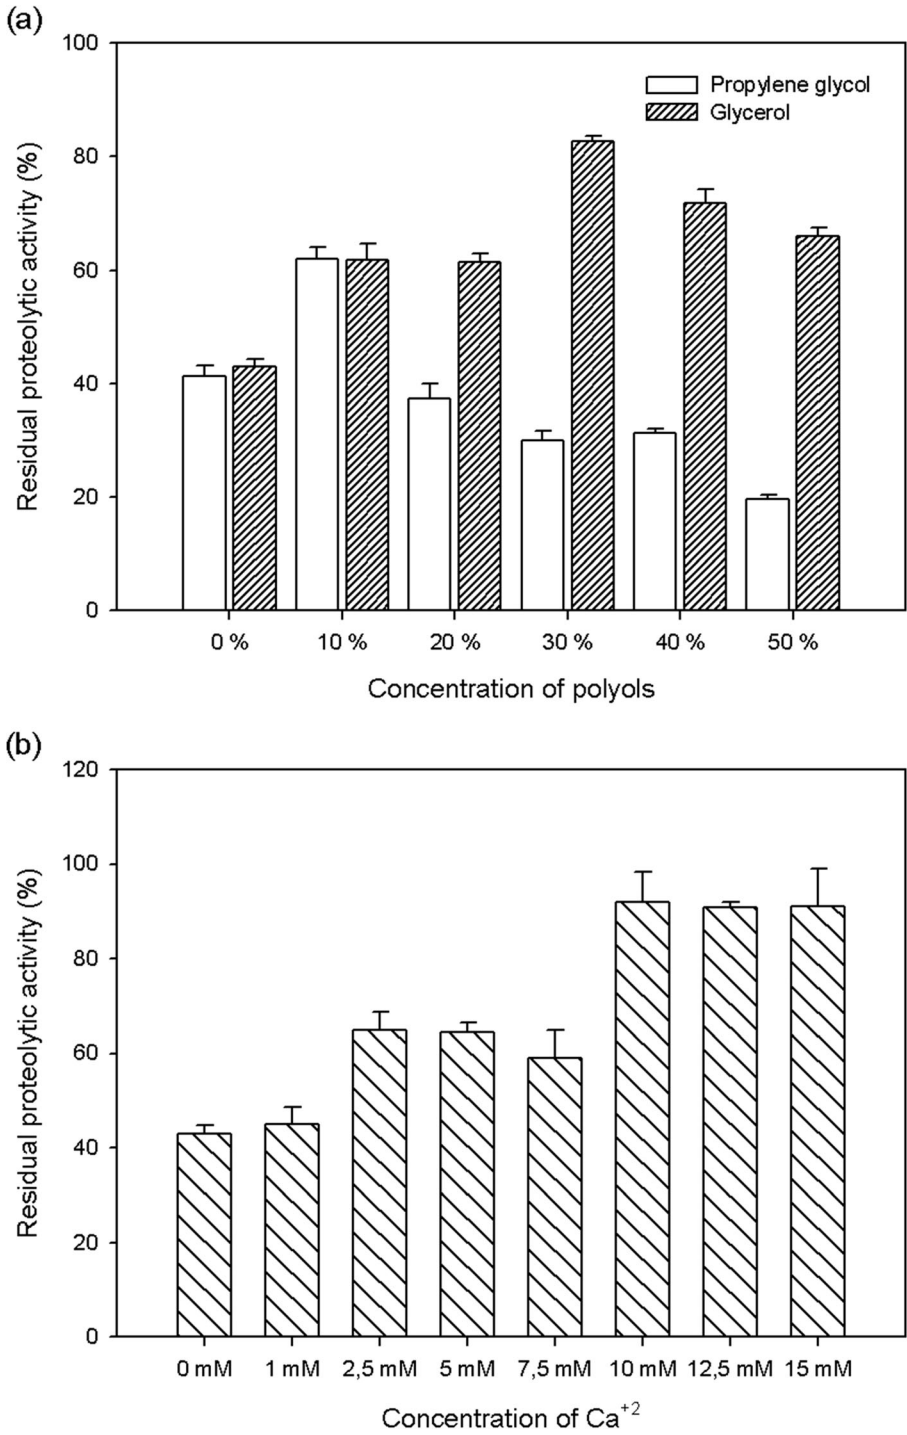 (a)
100
80
60
40
20
0
Residual proteolytic activity (%)
Propylene glycol
Glycerol
0 %
10 %
20 %
30 %
40 %
50 %
Concentration of polyols
(b)
120
100
80
60
40
20
0
Residual proteolytic activity (%)
0 mM
1 mM
2,5 mM
5 mM
7,5 mM
10 mM
12,5 mM
15 mM
Concentration of Ca⁺²